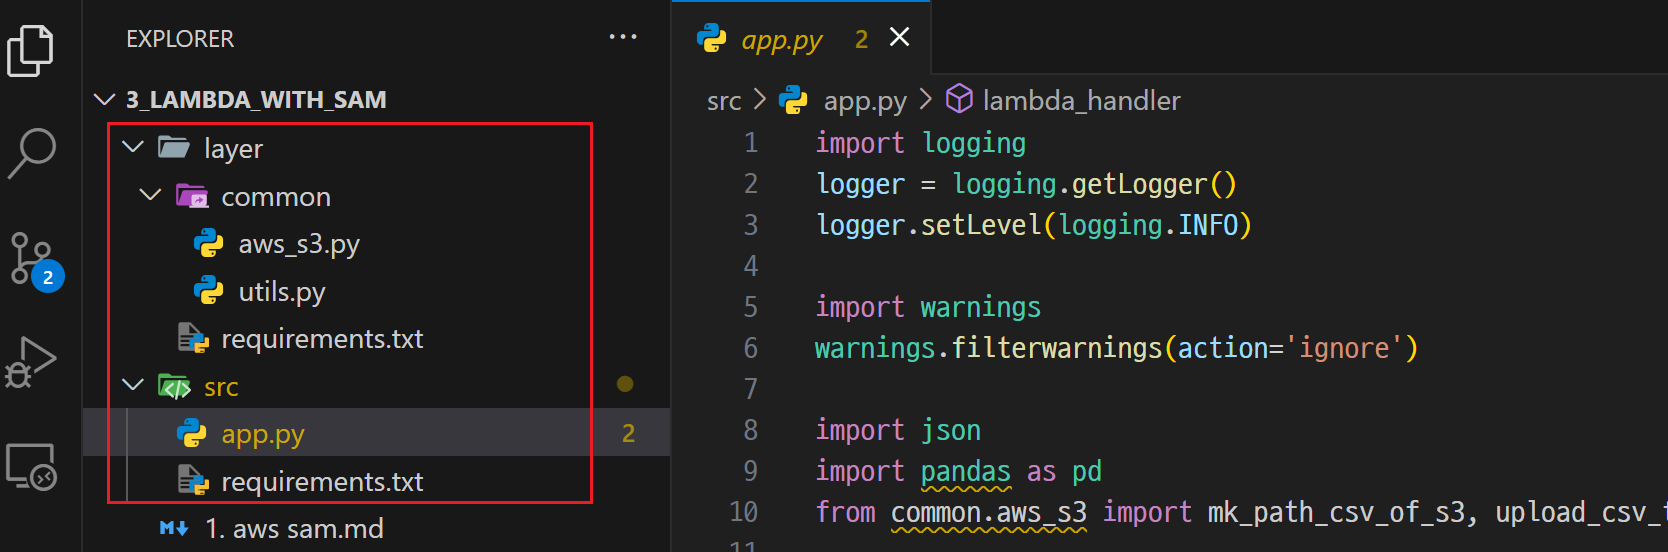 EXPLORER
3_LAMBDA_WITH_SAM
layer
common
aws_s3.py
utils.py
requirements.txt
src
app.py 2
requirements.txt
1. aws sam.md
2
app.py 2
src > app.py > lambda_handler
1 import logging
2 logger = logging.getLogger()
3 logger.setLevel(logging.INFO)
4
5 import warnings
6 warnings.filterwarnings(action='ignore')
7
8 import json
9 import pandas as pd
10 from common.aws_s3 import mk_path_csv_of_s3, upload_csv_
11